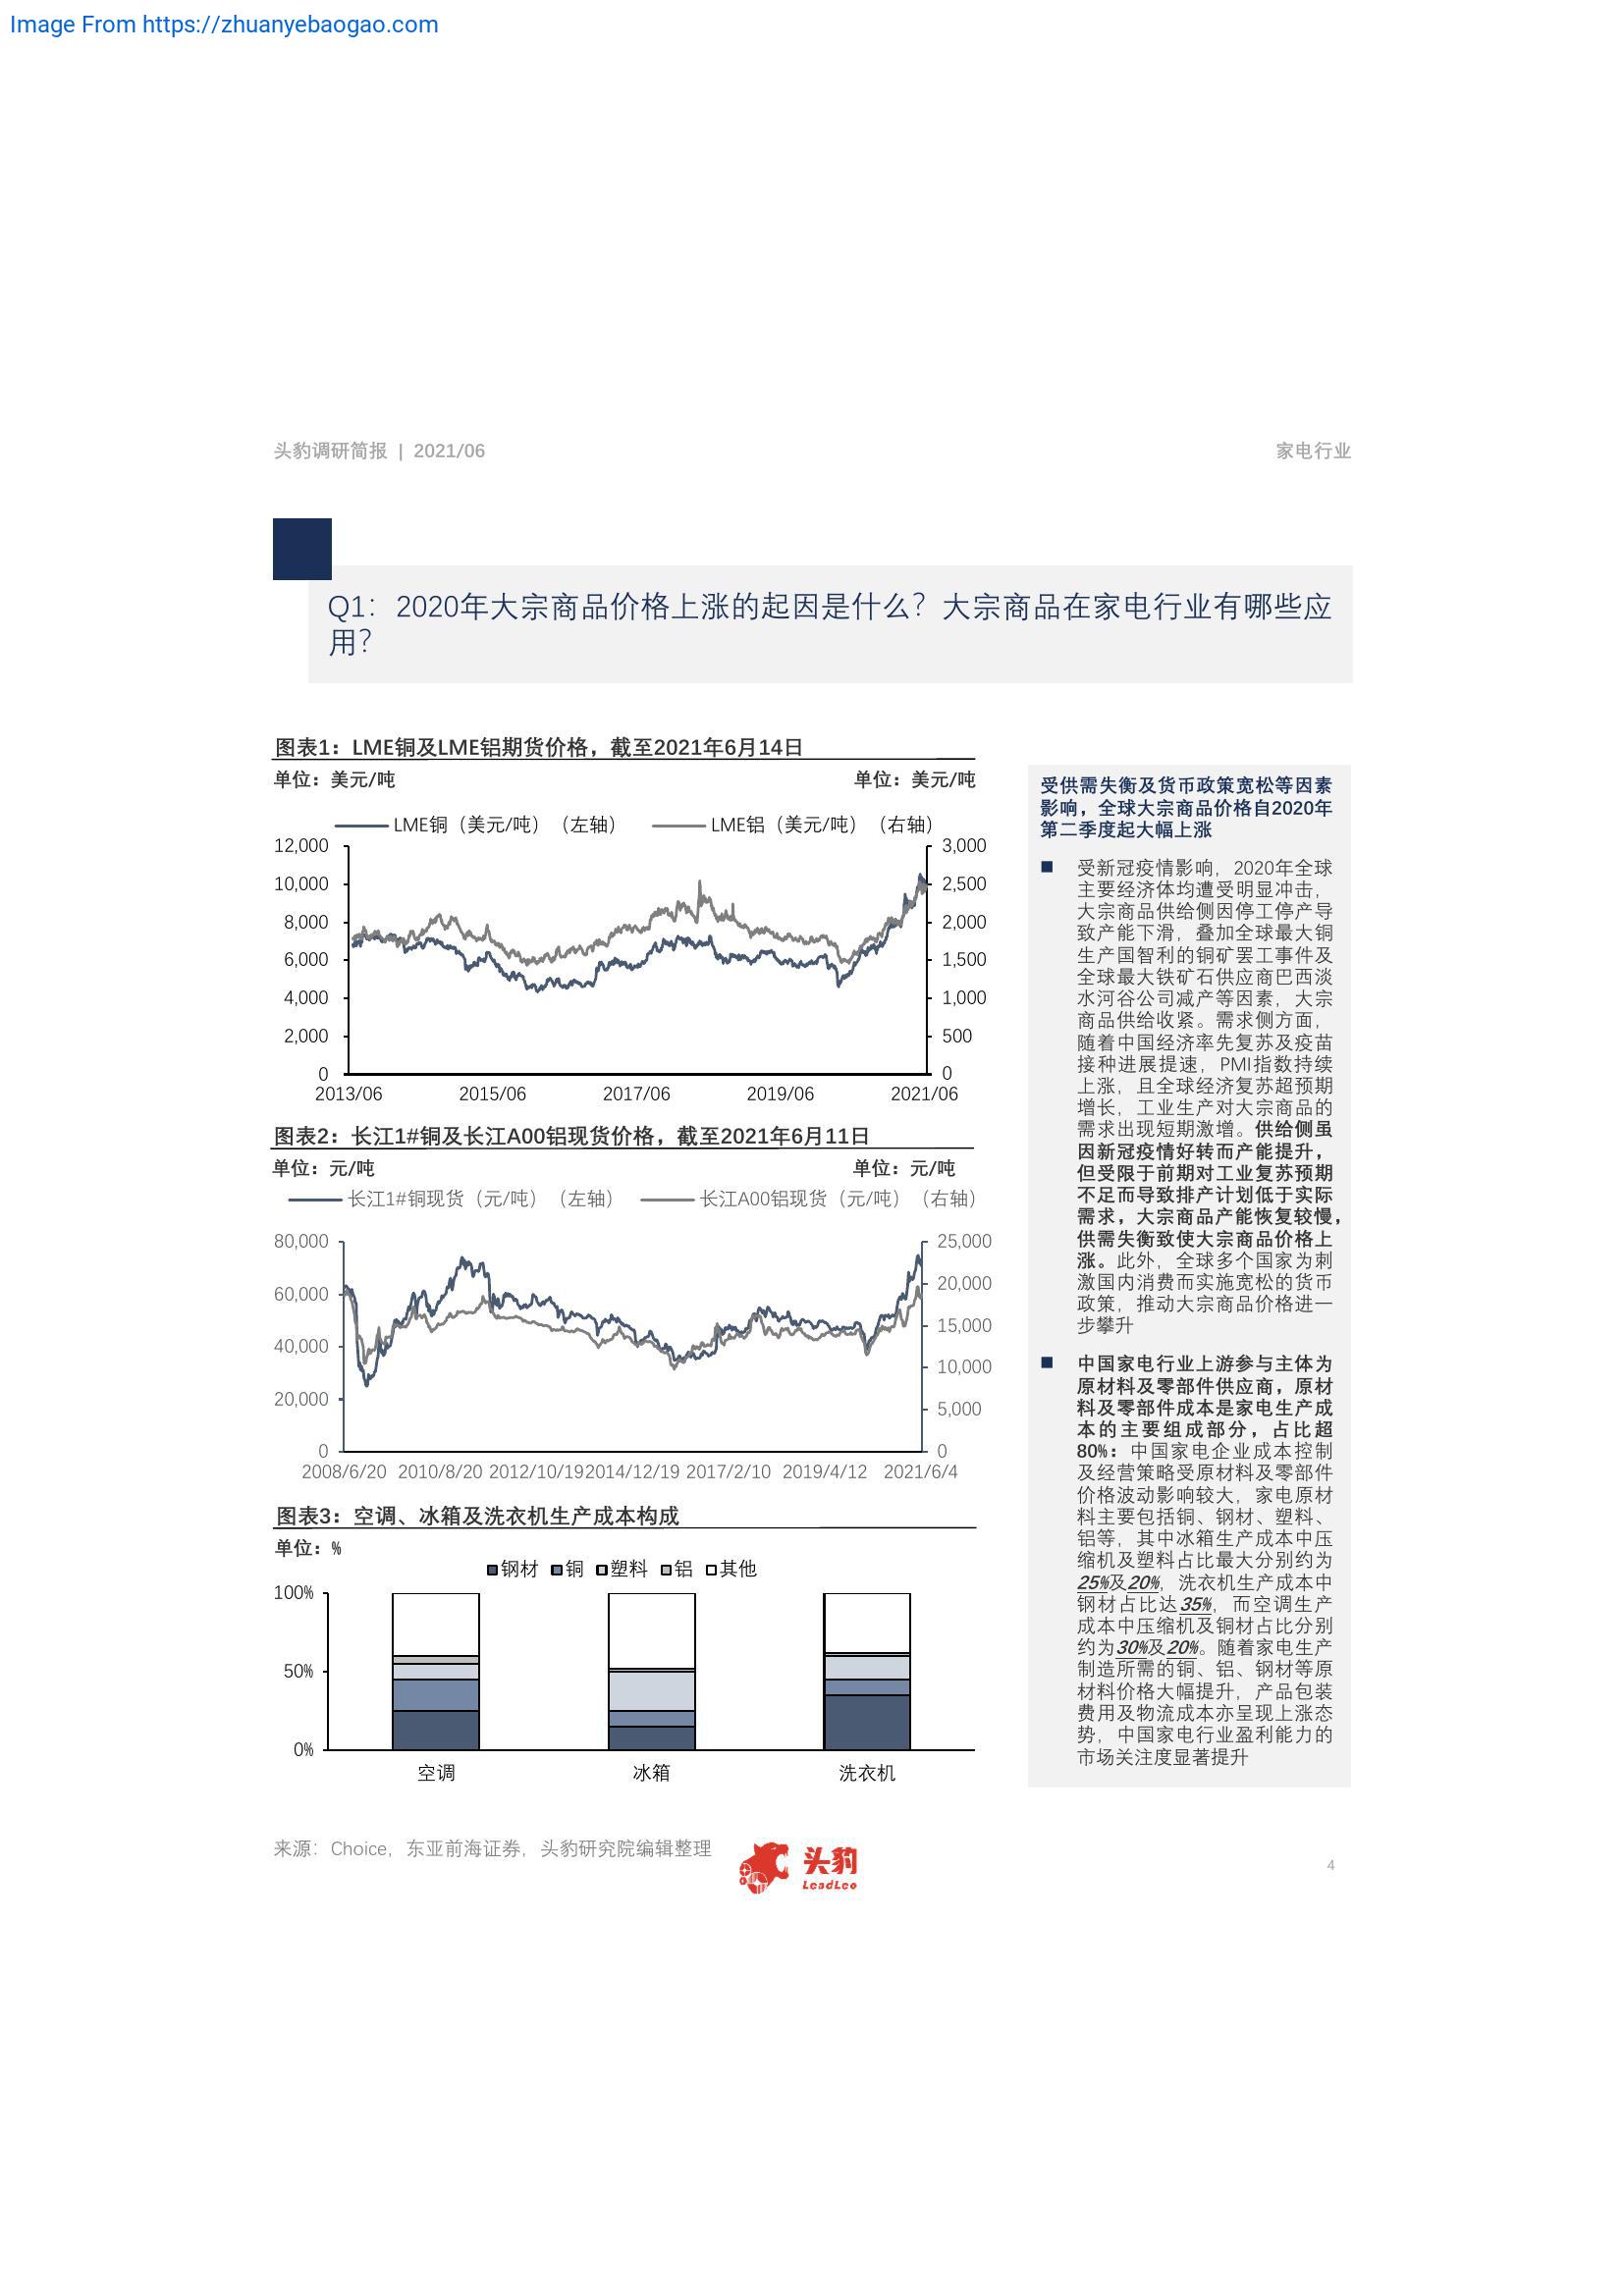 Image From https://zhuanyebaogao.com
头豹调研简报 | 2021/06
家电行业
Q1：2020年大宗商品价格上涨的起因是什么？大宗商品在家电行业有哪些应
用？
图表1：LME铜及LME铝期货价格，截至2021年6月14日
单位：美元/吨
单位：美元/吨
LME铜（美元/吨）（左轴）
LME铝（美元/吨）（右轴）
12,000
10,000
8,000
6,000
4,000
2,000
0
3,000
2,500
2,000
1,500
1,000
500
0
2013/06
2015/06
2017/06
2019/06
2021/06
图表2：长江1#铜及长江A00铝现货价格，截至2021年6月11日
单位：元/吨
单位：元/吨
长江1#铜现货（元/吨）（左轴）
长江A00铝现货（元/吨）（右轴）
80,000
60,000
40,000
20,000
0
25,000
20,000
15,000
10,000
5,000
0
2008/6/20
2010/8/20
2012/10/19
2014/12/19
2017/2/10
2019/4/12
2021/6/4
图表3：空调、冰箱及洗衣机生产成本构成
单位：%
钢材
铜
塑料
铝
其他
100%
50%
0%
空调
冰箱
洗衣机
受供需失衡及货币政策宽松等因素
影响，全球大宗商品价格自2020年
第二季度起大幅上涨
受新冠疫情影响，2020年全球
主要经济体均遭受明显冲击，
大宗商品供给侧因停工停产导
致产能下滑，叠加全球最大铜
生产国智利的铜矿罢工事件及
全球最大铁矿石供应商巴西淡
水河谷公司减产等因素，大宗
商品供给收紧。需求侧方面，
随着中国经济率先复苏及疫苗
接种进展提速，PMI指数持续
上涨，且全球经济复苏超预期
增长，工业生产对大宗商品的
需求出现短期激增。供给侧虽
因新冠疫情好转而产能提升，
但受限于前期对工业复苏预期
不足而导致排产计划低于实际
需求，大宗商品产能恢复较慢，
供需失衡致使大宗商品价格上
涨。此外，全球多个国家为刺
激国内消费而实施宽松的货币
政策，推动大宗商品价格进一
步攀升
中国家电行业上游参与主体为
原材料及零部件供应商，原材
料及零部件成本是家电生产成
本的主要组成部分，占比超
80%：中国家电企业成本控制
及经营策略受原材料及零部件
价格波动影响较大，家电原材
料主要包括铜、钢材、塑料、
铝等，其中冰箱生产成本中压
缩机及塑料占比最大分别约为
25%及20%，洗衣机生产成本中
钢材占比达35%，而空调生产
成本中压缩机及铜材占比分别
约为30%及20%。随着家电生产
制造所需的铜、铝、钢材等原
材料价格大幅提升，产品包装
费用及物流成本亦呈现上涨态
势，中国家电行业盈利能力的
市场关注度显著提升
来源：Choice，东亚前海证券，头豹研究院编辑整理
头豹
LeadLeo
4